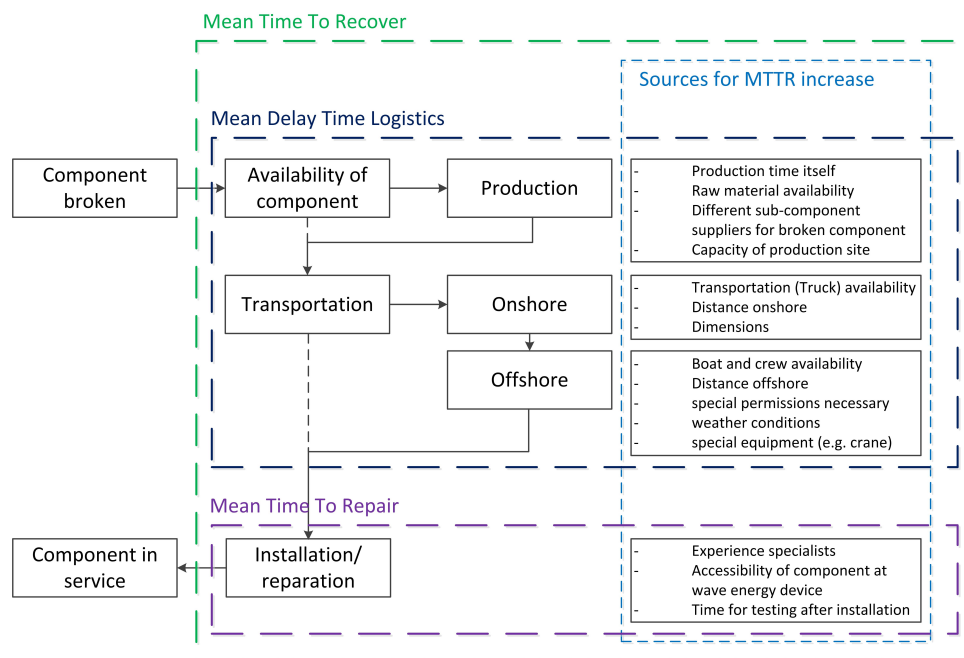 Mean Time To Recover
Sources for MTTR increase
Mean Delay Time Logistics
Component
broken
Availability of
component
Production
- Production time itself
- Raw material availability
- Different sub-component
suppliers for broken component
- Capacity of production site
Transportation
Onshore
- Transportation (Truck) availability
- Distance onshore
- Dimensions
Offshore
- Boat and crew availability
- Distance offshore
- special permissions necessary
- weather conditions
- special equipment (e.g. crane)
Mean Time To Repair
Component in
service
Installation/
reparation
- Experience specialists
- Accessibility of component at
wave energy device
- Time for testing after installation